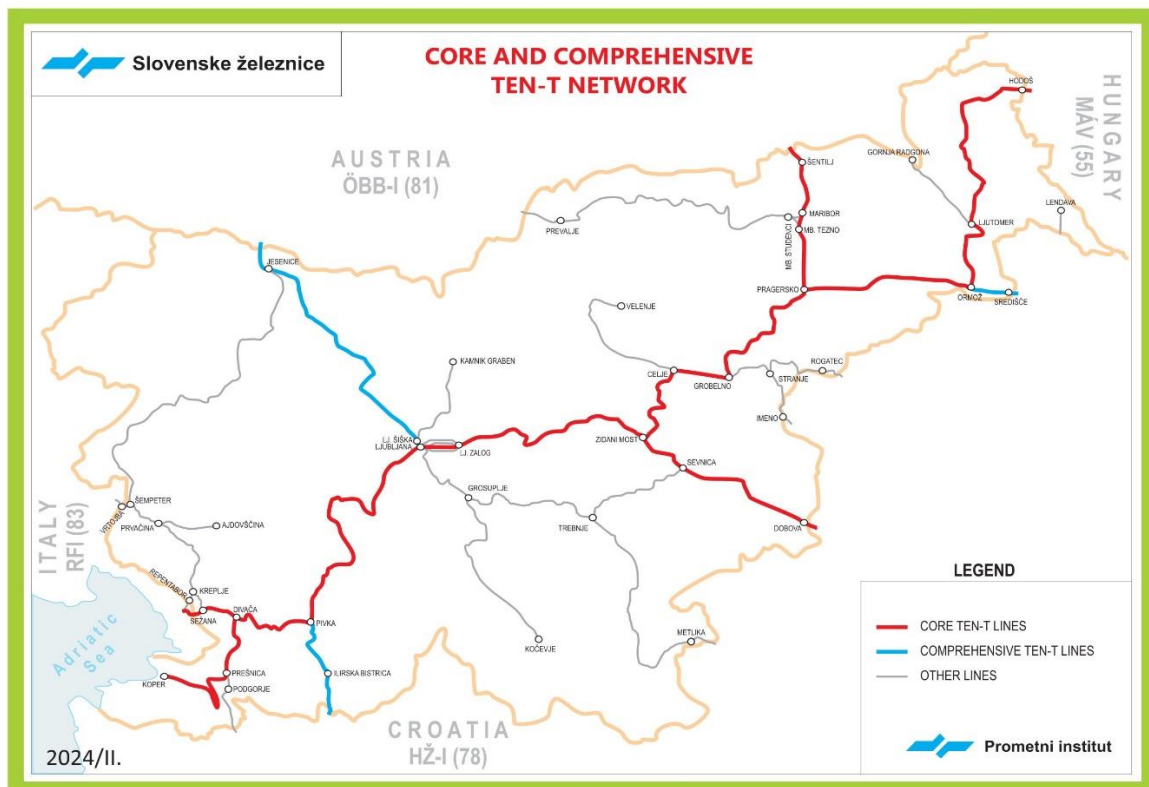 Slovenske železnice
CORE AND COMPREHENSIVE
TEN-T NETWORK
AUSTRIA
ÖBB-I (81)
HUNGARY
MÁV (55)
HODOŠ
ŠENTILJ
GORNJA RADGONA
LENDAVA
PREVALJE
MARIBOR
MB. STUDENCI
MB. TEZNO
LJUTOMER
JESENICE
PRAGERSKO
ORMOŽ
SREDIŠČE
VELENJE
KAMNIK GRABEN
CELJE
GROBELNO
STRANJE
ROGATEC
IMENO
LJ. ŠIŠKA
LJUBLJANA
LJ. ZALOG
ZIDANI MOST
SEVNICA
GROSUPLJE
TREBNJE
DOBOVA
ITALY
RFI (83)
ŠEMPETER
VRTOJBA
PRVAČINA
AJDOVŠČINA
REPENTABOR
KREPLJE
SEŽANA
DIVAČA
PIVKA
KOČEVJE
METLIKA
Adriatic
Sea
KOPER
PREŠNICA
PODGORJE
ILIRSKA BISTRICA
CROATIA
HŽ-I (78)
LEGEND
CORE TEN-T LINES
COMPREHENSIVE TEN-T LINES
OTHER LINES
Prometni institut
2024/II.